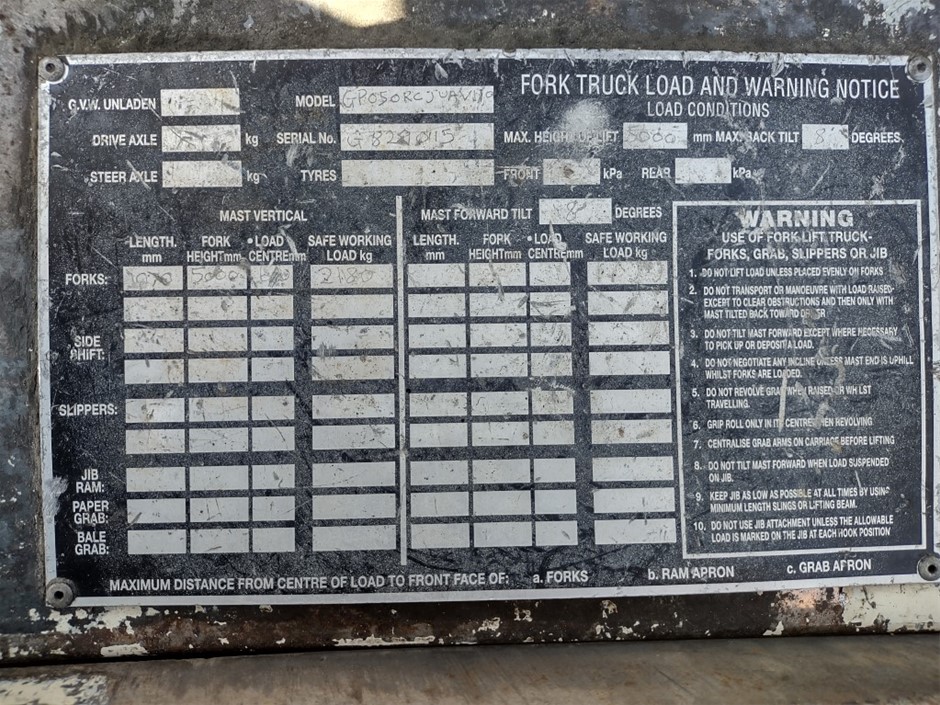 FORK TRUCK LOAD AND WARNING NOTICE
LOAD CONDITIONS
G.V.W. UNLADEN
MODEL
DRIVE AXLE kg SERIAL No. MAX. HEIGHT OF LIFT 5000 mm MAX. BACK TILT 8° DEGREES.
STEER AXLE kg TYRES FRONT kPa REAR kPa
MAST VERTICAL
MAST FORWARD TILT 8° DEGREES
LENGTH. mm FORK HEIGHT mm • LOAD CENTRE mm SAFE WORKING LOAD kg
LENGTH. mm FORK HEIGHT mm • LOAD CENTRE mm SAFE WORKING LOAD kg
FORKS: 5000 2180
SIDE SHIFT:
SLIPPERS:
JIB RAM:
PAPER GRAB:
BALE GRAB:
WARNING
USE OF FORK LIFT TRUCK-
FORKS, GRAB, SLIPPERS OR JIB
1. DO NOT LIFT LOAD UNLESS PLACED EVENLY ON FORKS
2. DO NOT TRANSPORT OR MANOEUVRE WITH LOAD RAISED-
EXCEPT TO CLEAR OBSTRUCTIONS AND THEN ONLY WITH
MAST TILTED BACK TOWARD DRIVER
3. DO NOT TILT MAST FORWARD EXCEPT WHERE NECESSARY
TO PICK UP OR DEPOSIT A LOAD.
4. DO NOT NEGOTIATE ANY INCLINE UNLESS MAST END IS UPHILL
WHILST FORKS ARE LOADED.
5. DO NOT REVOLVE GRAB WHEN RAISED OR WHILST
TRAVELLING.
6. GRIP ROLL ONLY IN ITS CENTRE WHEN REVOLVING
7. CENTRALISE GRAB ARMS ON CARRIAGE BEFORE LIFTING
8. DO NOT TILT MAST FORWARD WHEN LOAD SUSPENDED
ON JIB.
9. KEEP JIB AS LOW AS POSSIBLE AT ALL TIMES BY USING
MINIMUM LENGTH SLINGS OR LIFTING BEAM.
10. DO NOT USE JIB ATTACHMENT UNLESS THE ALLOWABLE
LOAD IS MARKED ON THE JIB AT EACH HOOK POSITION
MAXIMUM DISTANCE FROM CENTRE OF LOAD TO FRONT FACE OF: a. FORKS b. RAM APRON c. GRAB APRON